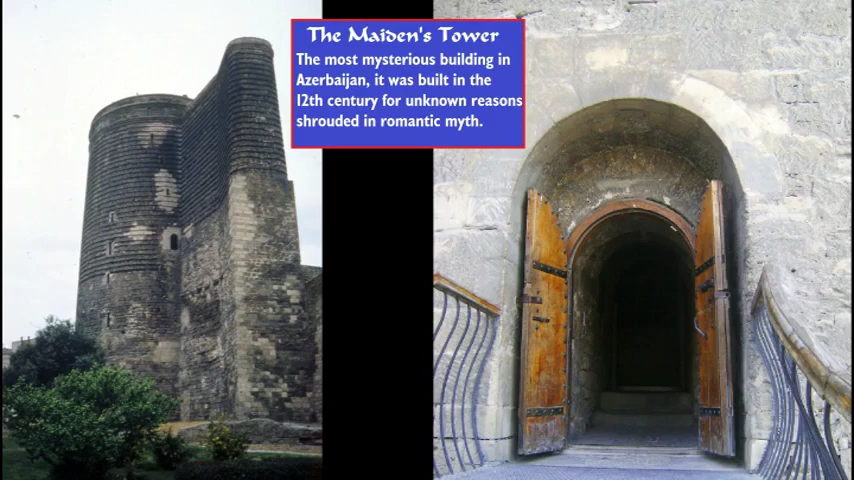 The Maiden's Tower
The most mysterious building in
Azerbaijan, it was built in the
12th century for unknown reasons
shrouded in romantic myth.